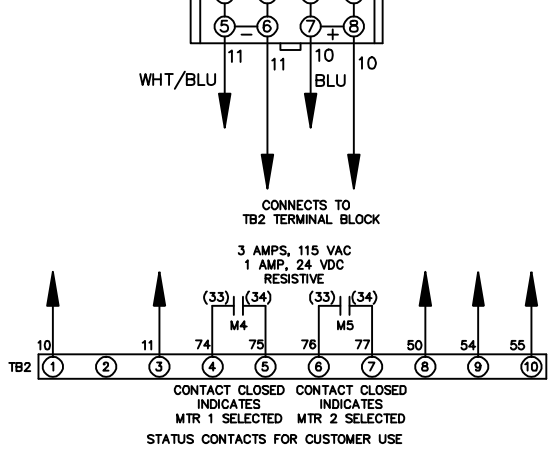 5 6 7 8
− +
11 11 10 10
WHT/BLU BLU
CONNECTS TO
TB2 TERMINAL BLOCK
3 AMPS, 115 VAC
1 AMP, 24 VDC
RESISTIVE
(33) (34) (33) (34)
M4 M5
10 11 74 75 76 77 50 54 55
TB2 1 2 3 4 5 6 7 8 9 10
CONTACT CLOSED CONTACT CLOSED
INDICATES INDICATES
MTR 1 SELECTED MTR 2 SELECTED
STATUS CONTACTS FOR CUSTOMER USE